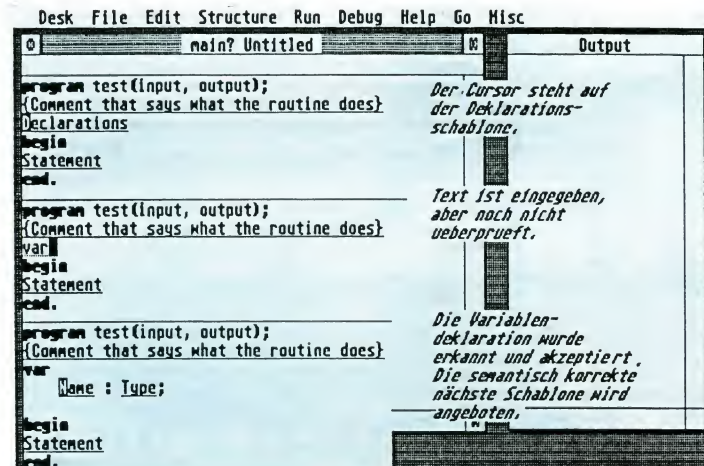 Desk File Edit Structure Run Debug Help Go Misc
main? Untitled
Output
program test(input, output);
{Comment that says what the routine does}
Declarations
begin
Statement
end.
Der Cursor steht auf
der Deklarations-
schablone.
program test(input, output);
{Comment that says what the routine does}
var
begin
Statement
end.
Text ist eingegeben,
aber noch nicht
ueberprueft.
program test(input, output);
{Comment that says what the routine does}
var
Name : Type;
begin
Statement
end.
Die Variablen-
deklaration wurde
erkannt und akzeptiert.
Die semantisch korrekte
nächste Schablone wird
angeboten.